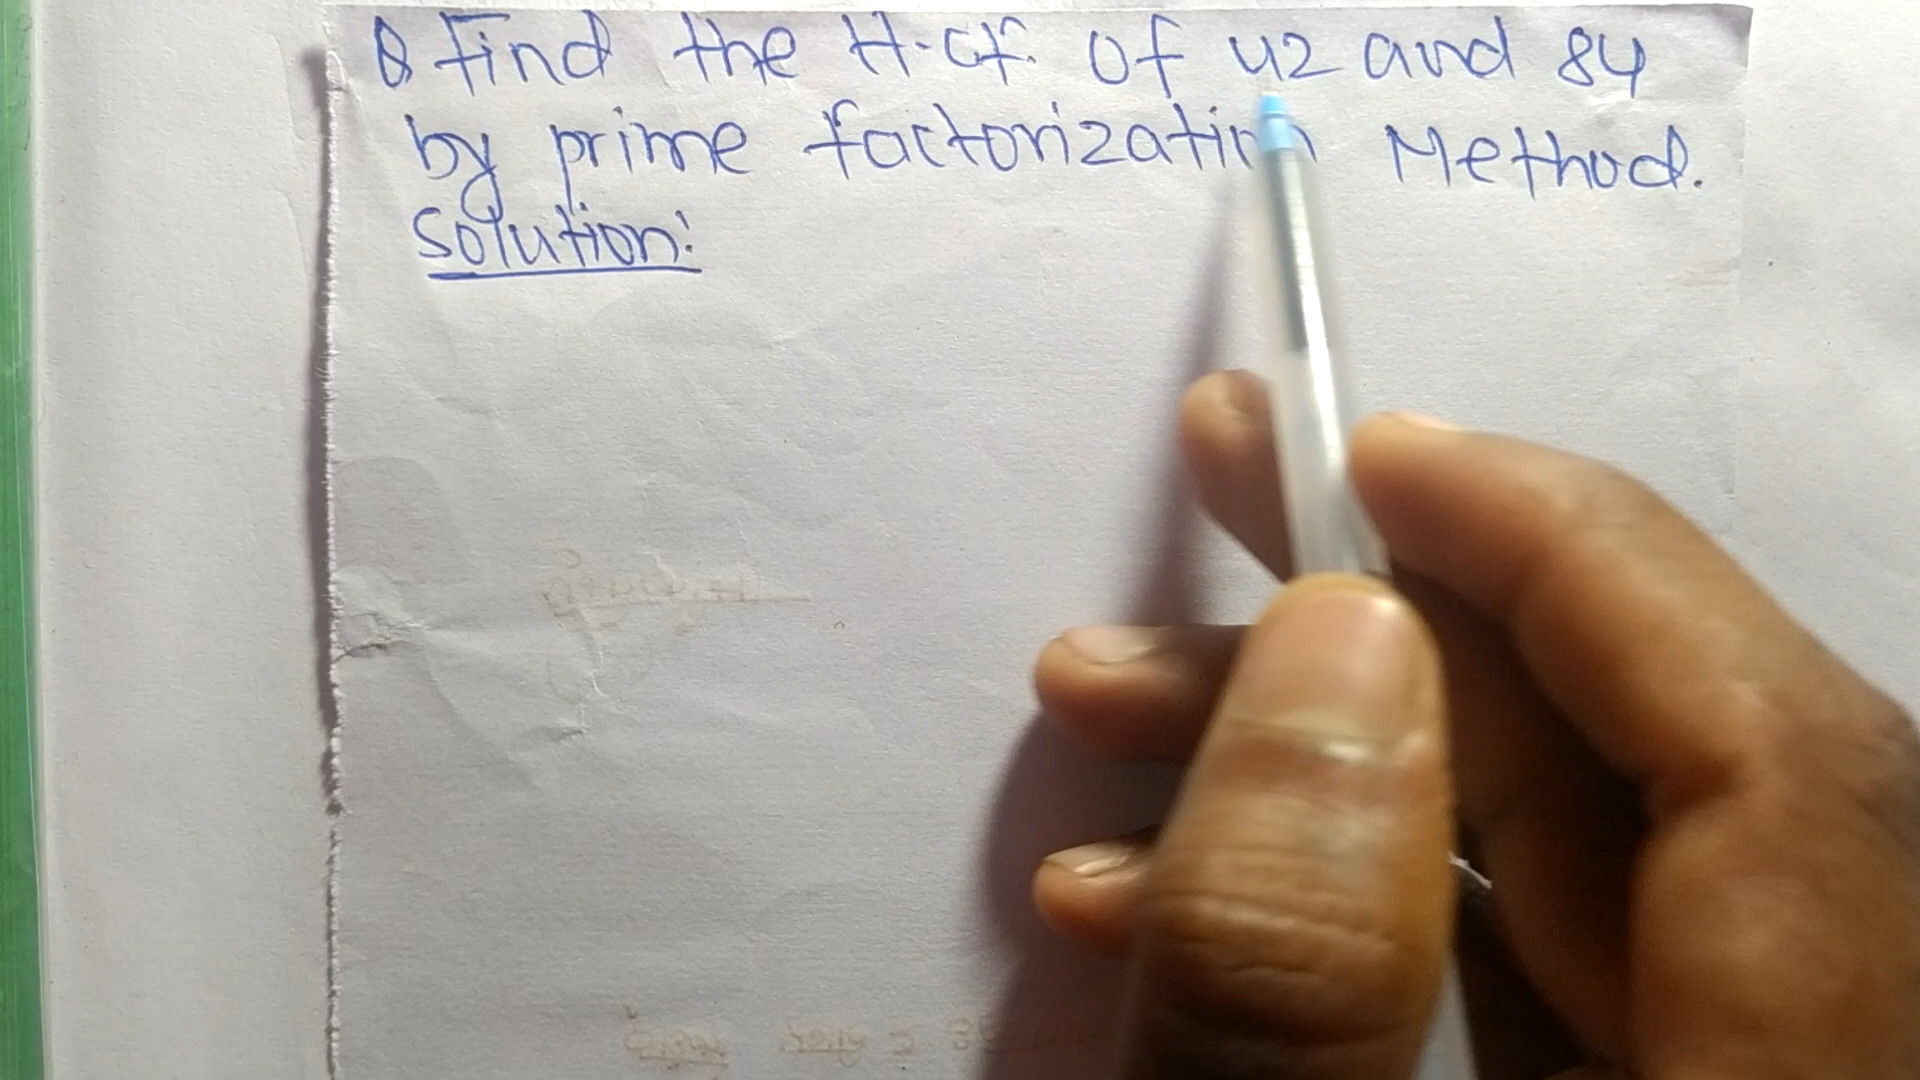 Q Find the H.C.F. of 42 and 84
by prime factorization Method.
Solution: